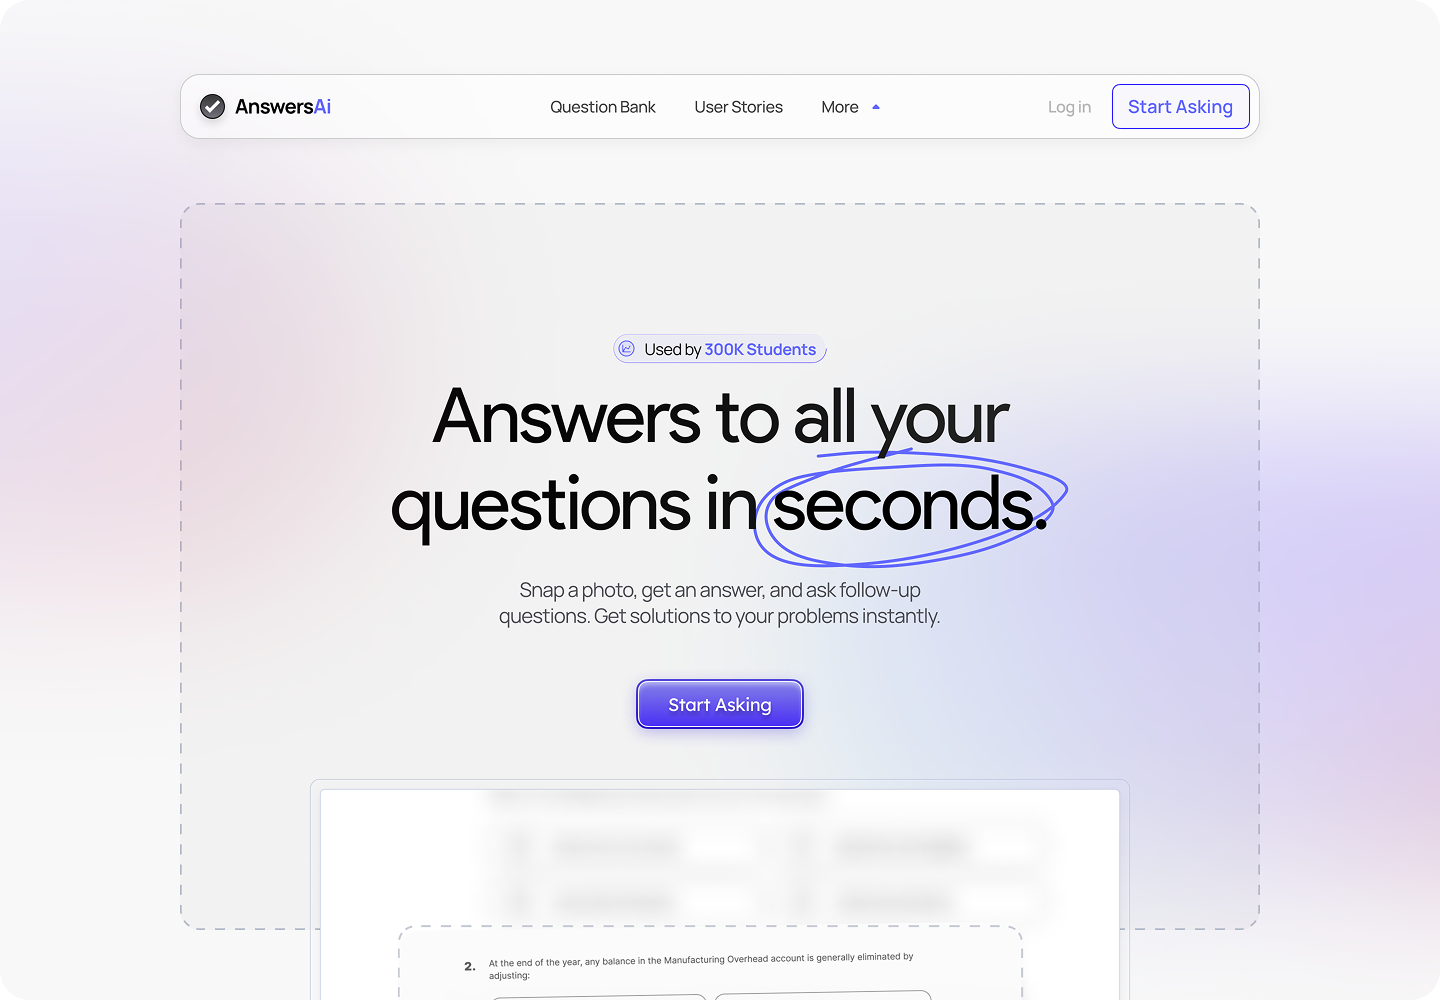 AnswersAi
Question Bank
User Stories
More
Log in
Start Asking
Used by 300K Students
Answers to all your
questions in seconds.
Snap a photo, get an answer, and ask follow-up
questions. Get solutions to your problems instantly.
Start Asking
2. At the end of the year, any balance in the Manufacturing Overhead account is generally eliminated by
adjusting: